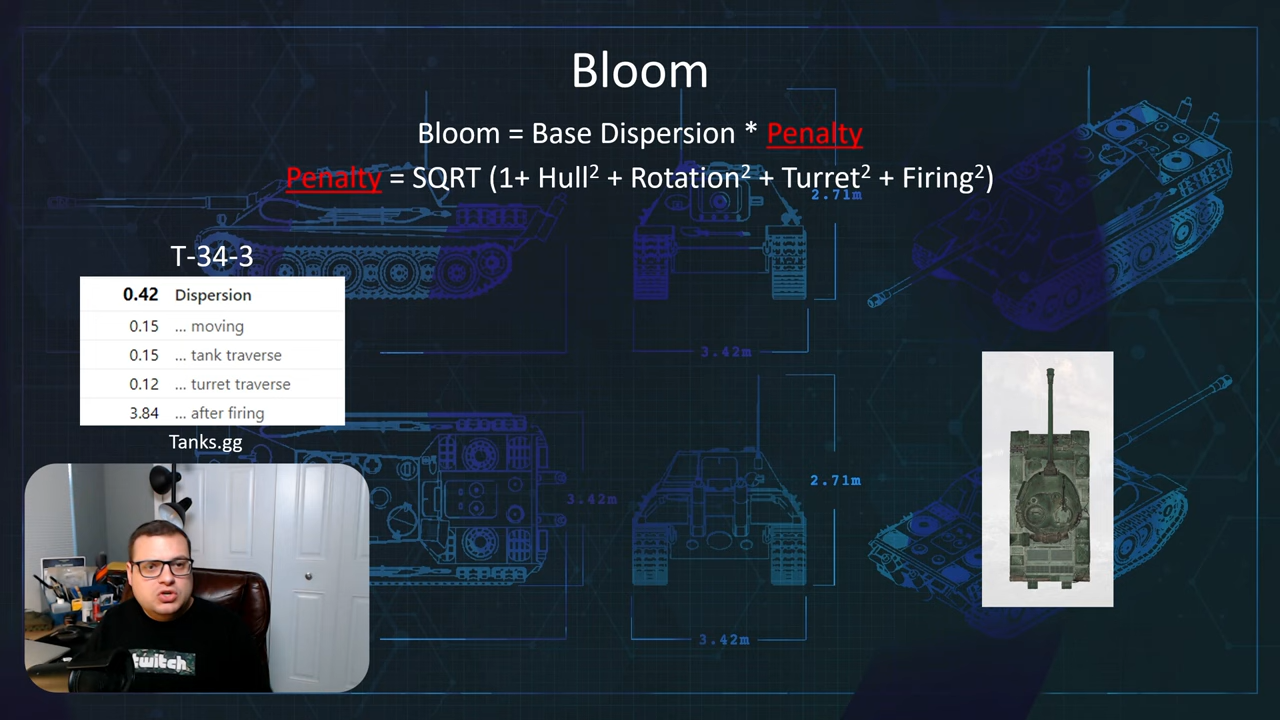 Bloom
Bloom = Base Dispersion * Penalty
Penalty = SQRT (1+ Hull² + Rotation² + Turret² + Firing²)
2.71m
T-34-3
0.42 Dispersion
0.15 ... moving
0.15 ... tank traverse
0.12 ... turret traverse
3.84 ... after firing
Tanks.gg
3.42m
3.42m
2.71m
3.42m
twitch